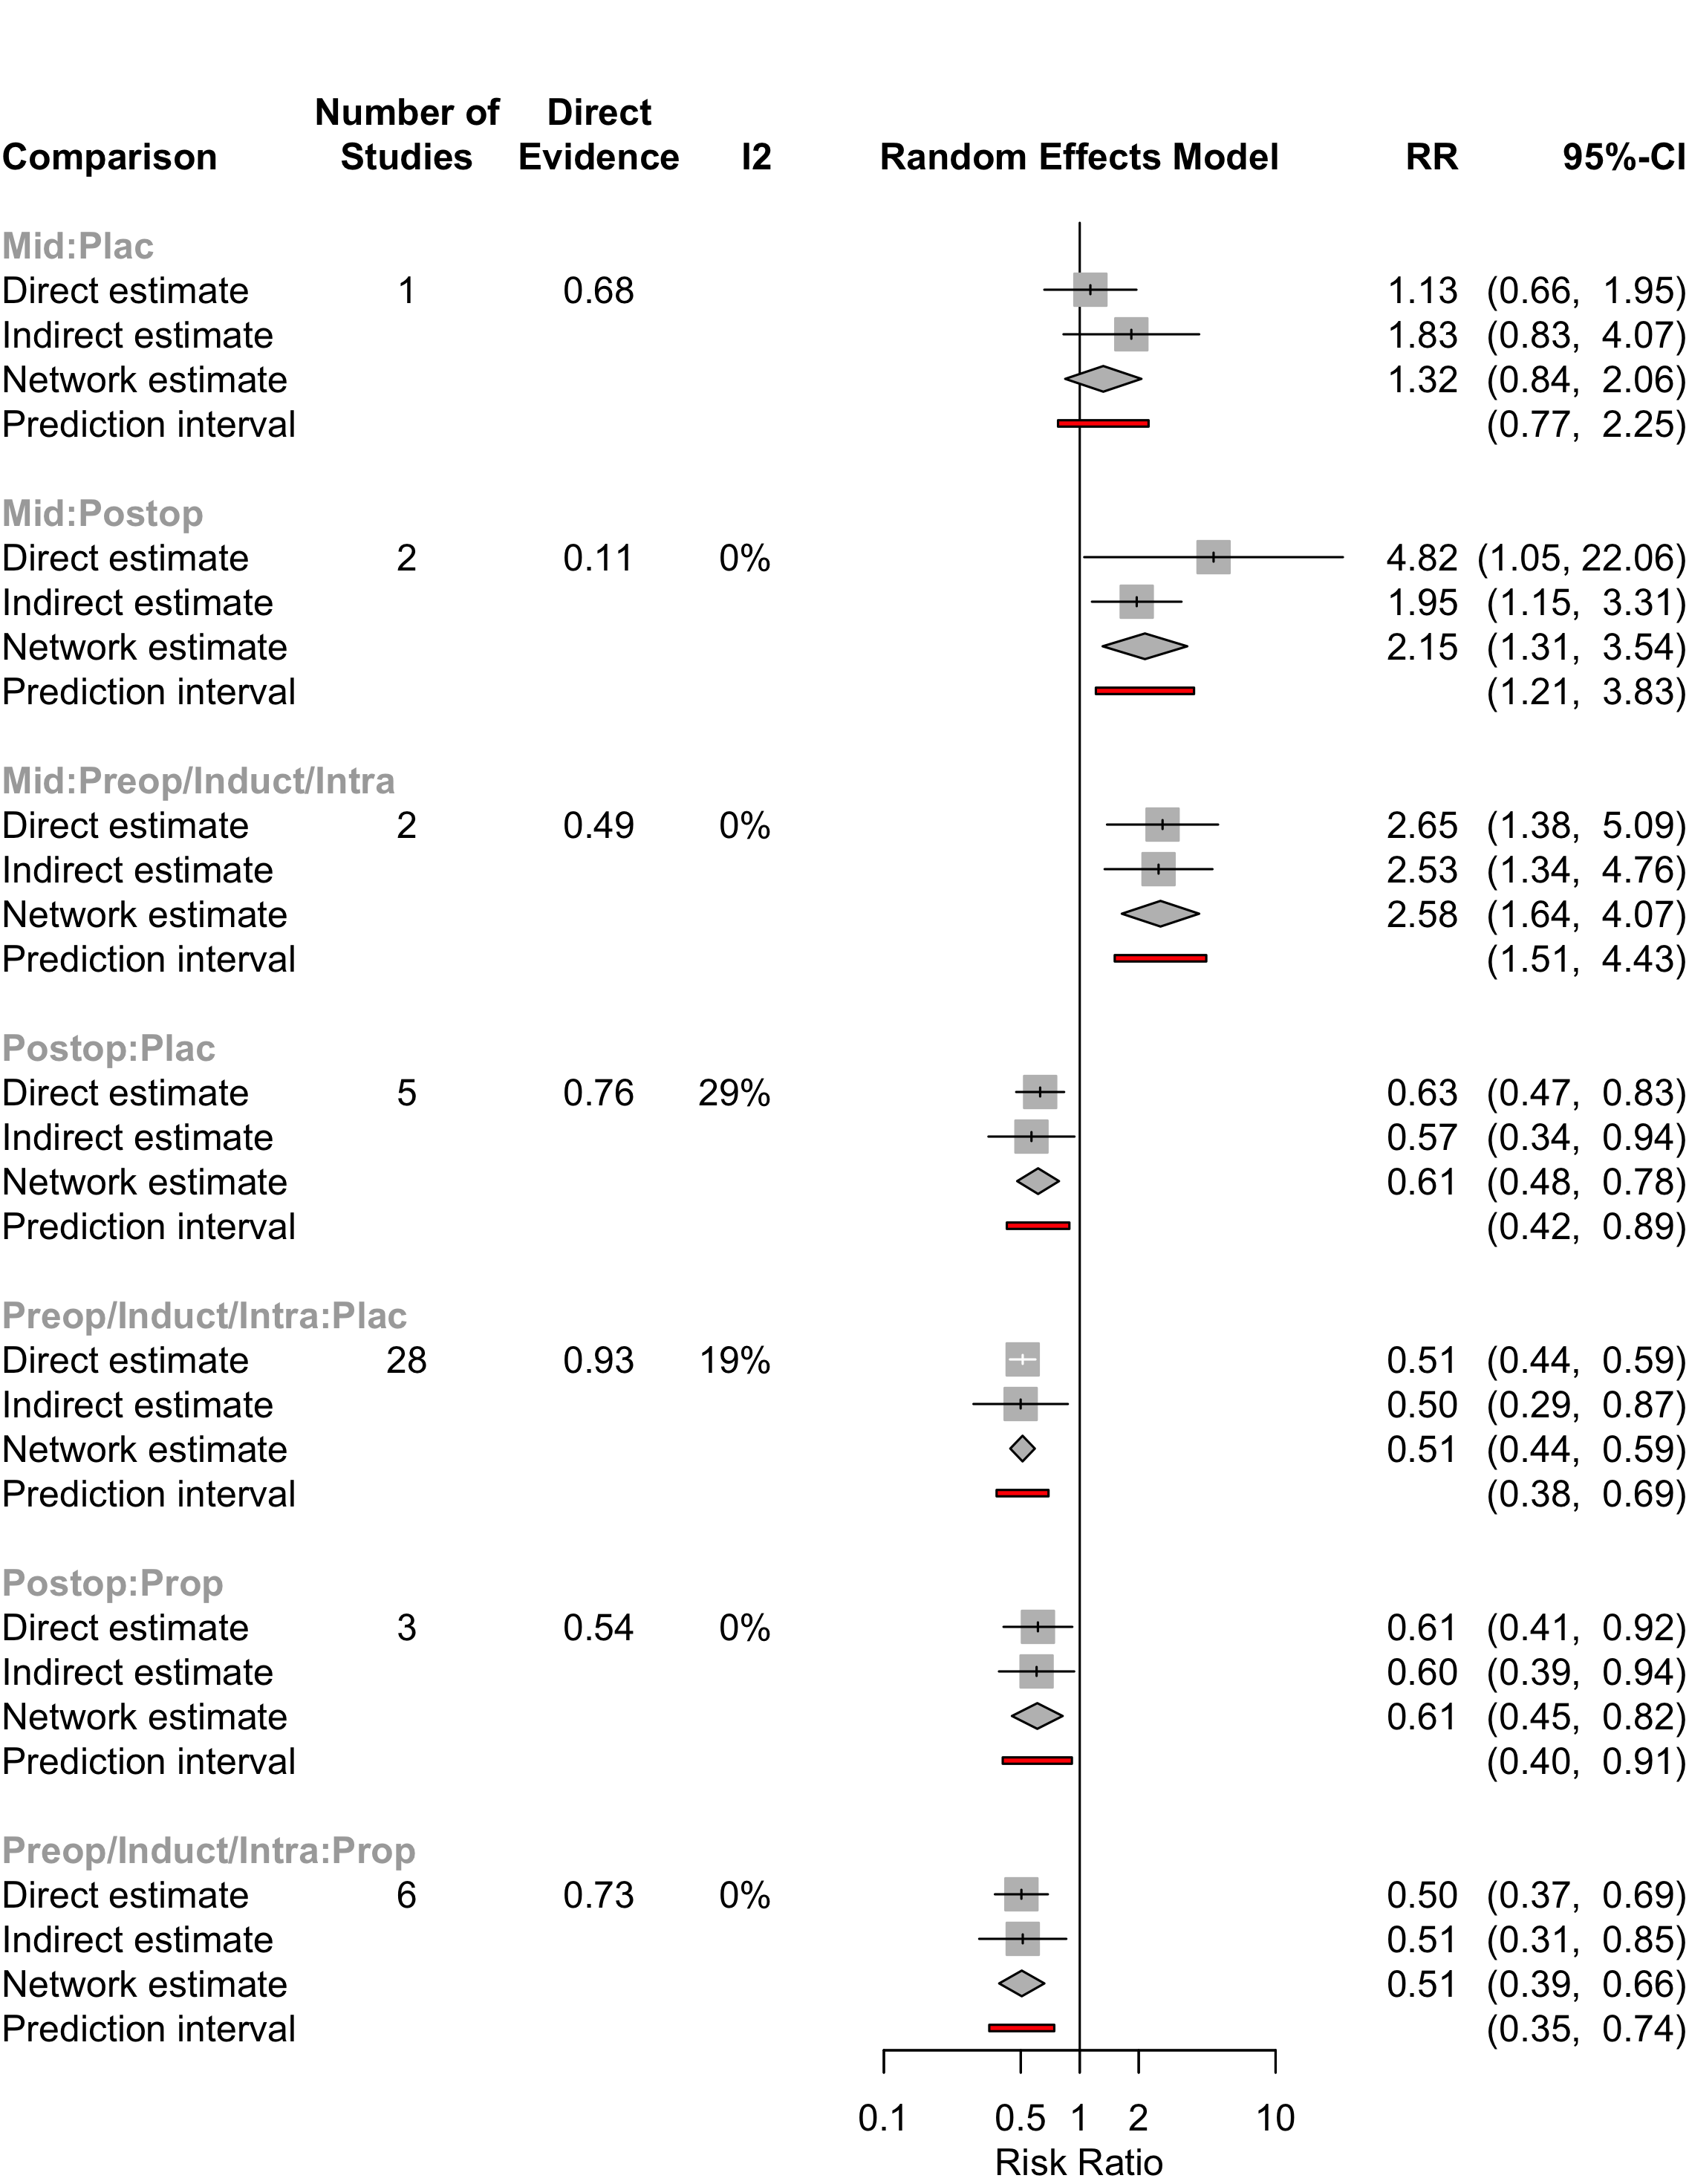 Number of Direct
Comparison Studies Evidence I2 Random Effects Model RR 95%-CI
Mid:Plac
Direct estimate 1 0.68 1.13 (0.66, 1.95)
Indirect estimate 1.83 (0.83, 4.07)
Network estimate 1.32 (0.84, 2.06)
Prediction interval (0.77, 2.25)
Mid:Postop
Direct estimate 2 0.11 0% 4.82 (1.05, 22.06)
Indirect estimate 1.95 (1.15, 3.31)
Network estimate 2.15 (1.31, 3.54)
Prediction interval (1.21, 3.83)
Mid:Preop/Induct/Intra
Direct estimate 2 0.49 0% 2.65 (1.38, 5.09)
Indirect estimate 2.53 (1.34, 4.76)
Network estimate 2.58 (1.64, 4.07)
Prediction interval (1.51, 4.43)
Postop:Plac
Direct estimate 5 0.76 29% 0.63 (0.47, 0.83)
Indirect estimate 0.57 (0.34, 0.94)
Network estimate 0.61 (0.48, 0.78)
Prediction interval (0.42, 0.89)
Preop/Induct/Intra:Plac
Direct estimate 28 0.93 19% 0.51 (0.44, 0.59)
Indirect estimate 0.50 (0.29, 0.87)
Network estimate 0.51 (0.44, 0.59)
Prediction interval (0.38, 0.69)
Postop:Prop
Direct estimate 3 0.54 0% 0.61 (0.41, 0.92)
Indirect estimate 0.60 (0.39, 0.94)
Network estimate 0.61 (0.45, 0.82)
Prediction interval (0.40, 0.91)
Preop/Induct/Intra:Prop
Direct estimate 6 0.73 0% 0.50 (0.37, 0.69)
Indirect estimate 0.51 (0.31, 0.85)
Network estimate 0.51 (0.39, 0.66)
Prediction interval (0.35, 0.74)
0.1 0.5 1 2 10
Risk Ratio